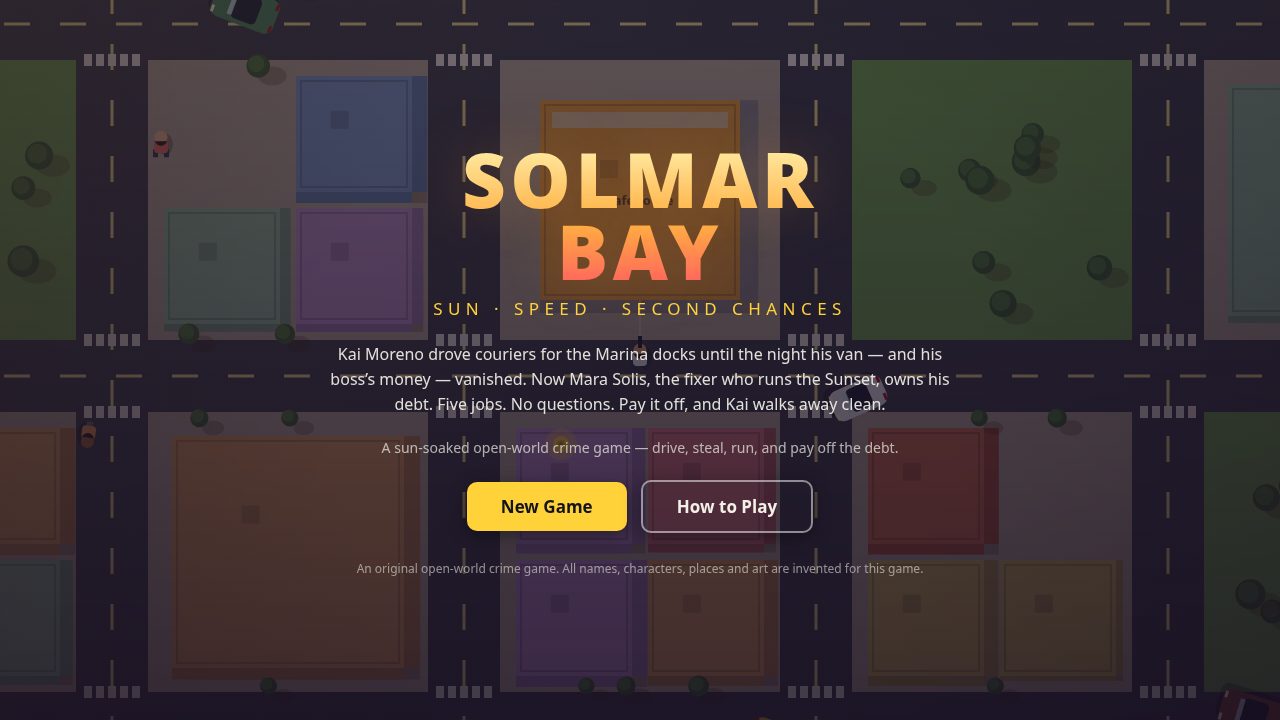 SOLMAR
BAY
SUN · SPEED · SECOND CHANCES
Kai Moreno drove couriers for the Marina docks until the night his van — and his
boss’s money — vanished. Now Mara Solis, the fixer who runs the Sunset, owns his
debt. Five jobs. No questions. Pay it off, and Kai walks away clean.
A sun-soaked open-world crime game — drive, steal, run, and pay off the debt.
New Game
How to Play
An original open-world crime game. All names, characters, places and art are invented for this game.